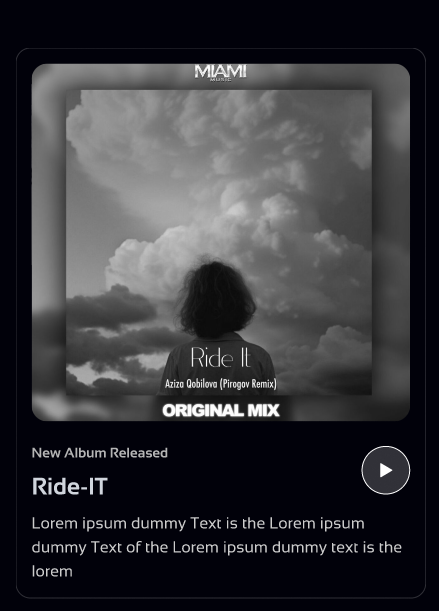 MIAMI
MUSIC
Ride It
Aziza Qobilova (Pirogov Remix)
ORIGINAL MIX
New Album Released
Ride-IT
Lorem ipsum dummy Text is the Lorem ipsum
dummy Text of the Lorem ipsum dummy text is the
lorem